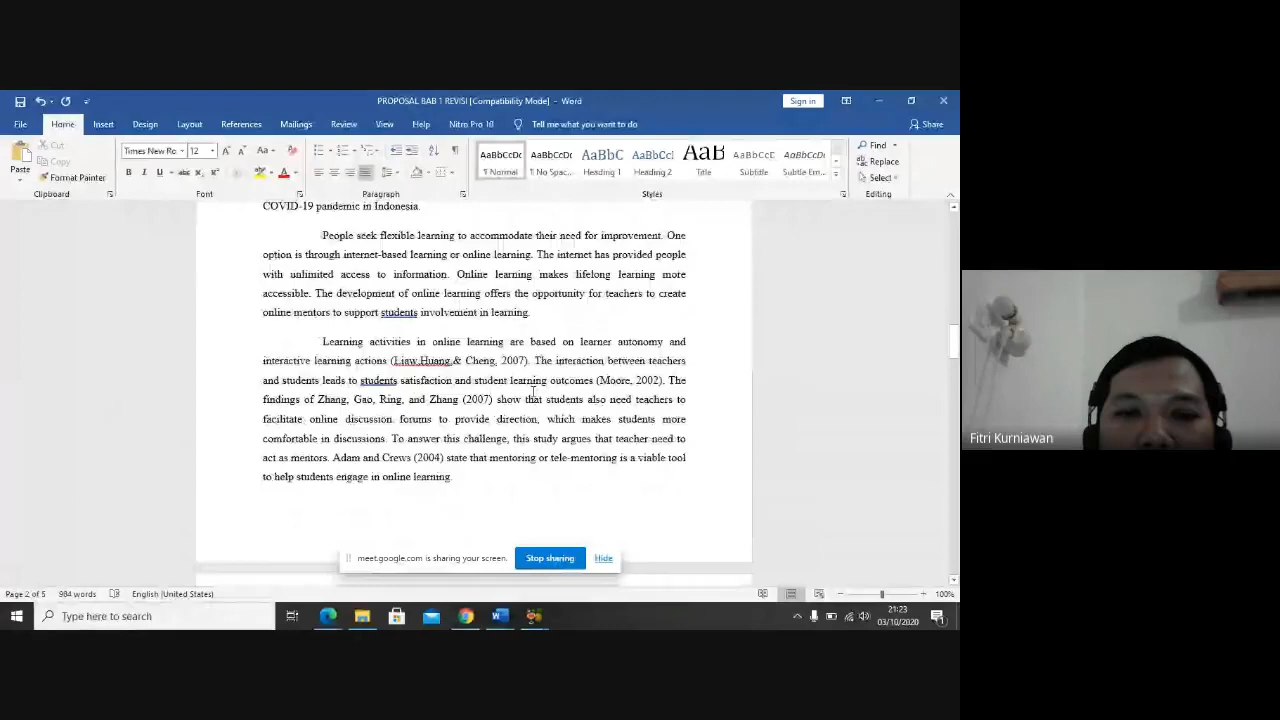 PROPOSAL BAB 1 REVISI [Compatibility Mode] - Word
Sign in
File Home Insert Design Layout References Mailings Review View Help Nitro Pro 10 Tell me what you want to do Share
Paste
Cut
Copy
Format Painter
Clipboard
Times New Ro 12
B I U
Font
Paragraph
AaBbCcDc AaBbCcDc AaBbC AaBbCcI AaB AaBbCcD AaBbCcDc
¶ Normal ¶ No Spac... Heading 1 Heading 2 Title Subtitle Subtle Em...
Styles
Find
Replace
Select
Editing
COVID-19 pandemic in Indonesia.
People seek flexible learning to accommodate their need for improvement. One
option is through internet-based learning or online learning. The internet has provided people
with unlimited access to information. Online learning makes lifelong learning more
accessible. The development of online learning offers the opportunity for teachers to create
online mentors to support students involvement in learning.
Learning activities in online learning are based on learner autonomy and
interactive learning actions (Liaw,Huang,& Cheng, 2007). The interaction between teachers
and students leads to students satisfaction and student learning outcomes (Moore, 2002). The
findings of Zhang, Gao, Ring, and Zhang (2007) show that students also need teachers to
facilitate online discussion forums to provide direction, which makes students more
comfortable in discussions. To answer this challenge, this study argues that teacher need to
act as mentors. Adam and Crews (2004) state that mentoring or tele-mentoring is a viable tool
to help students engage in online learning.
meet.google.com is sharing your screen. Stop sharing Hide
Page 2 of 5 984 words English (United States) 100%
Type here to search
21:23
03/10/2020
Fitri Kurniawan